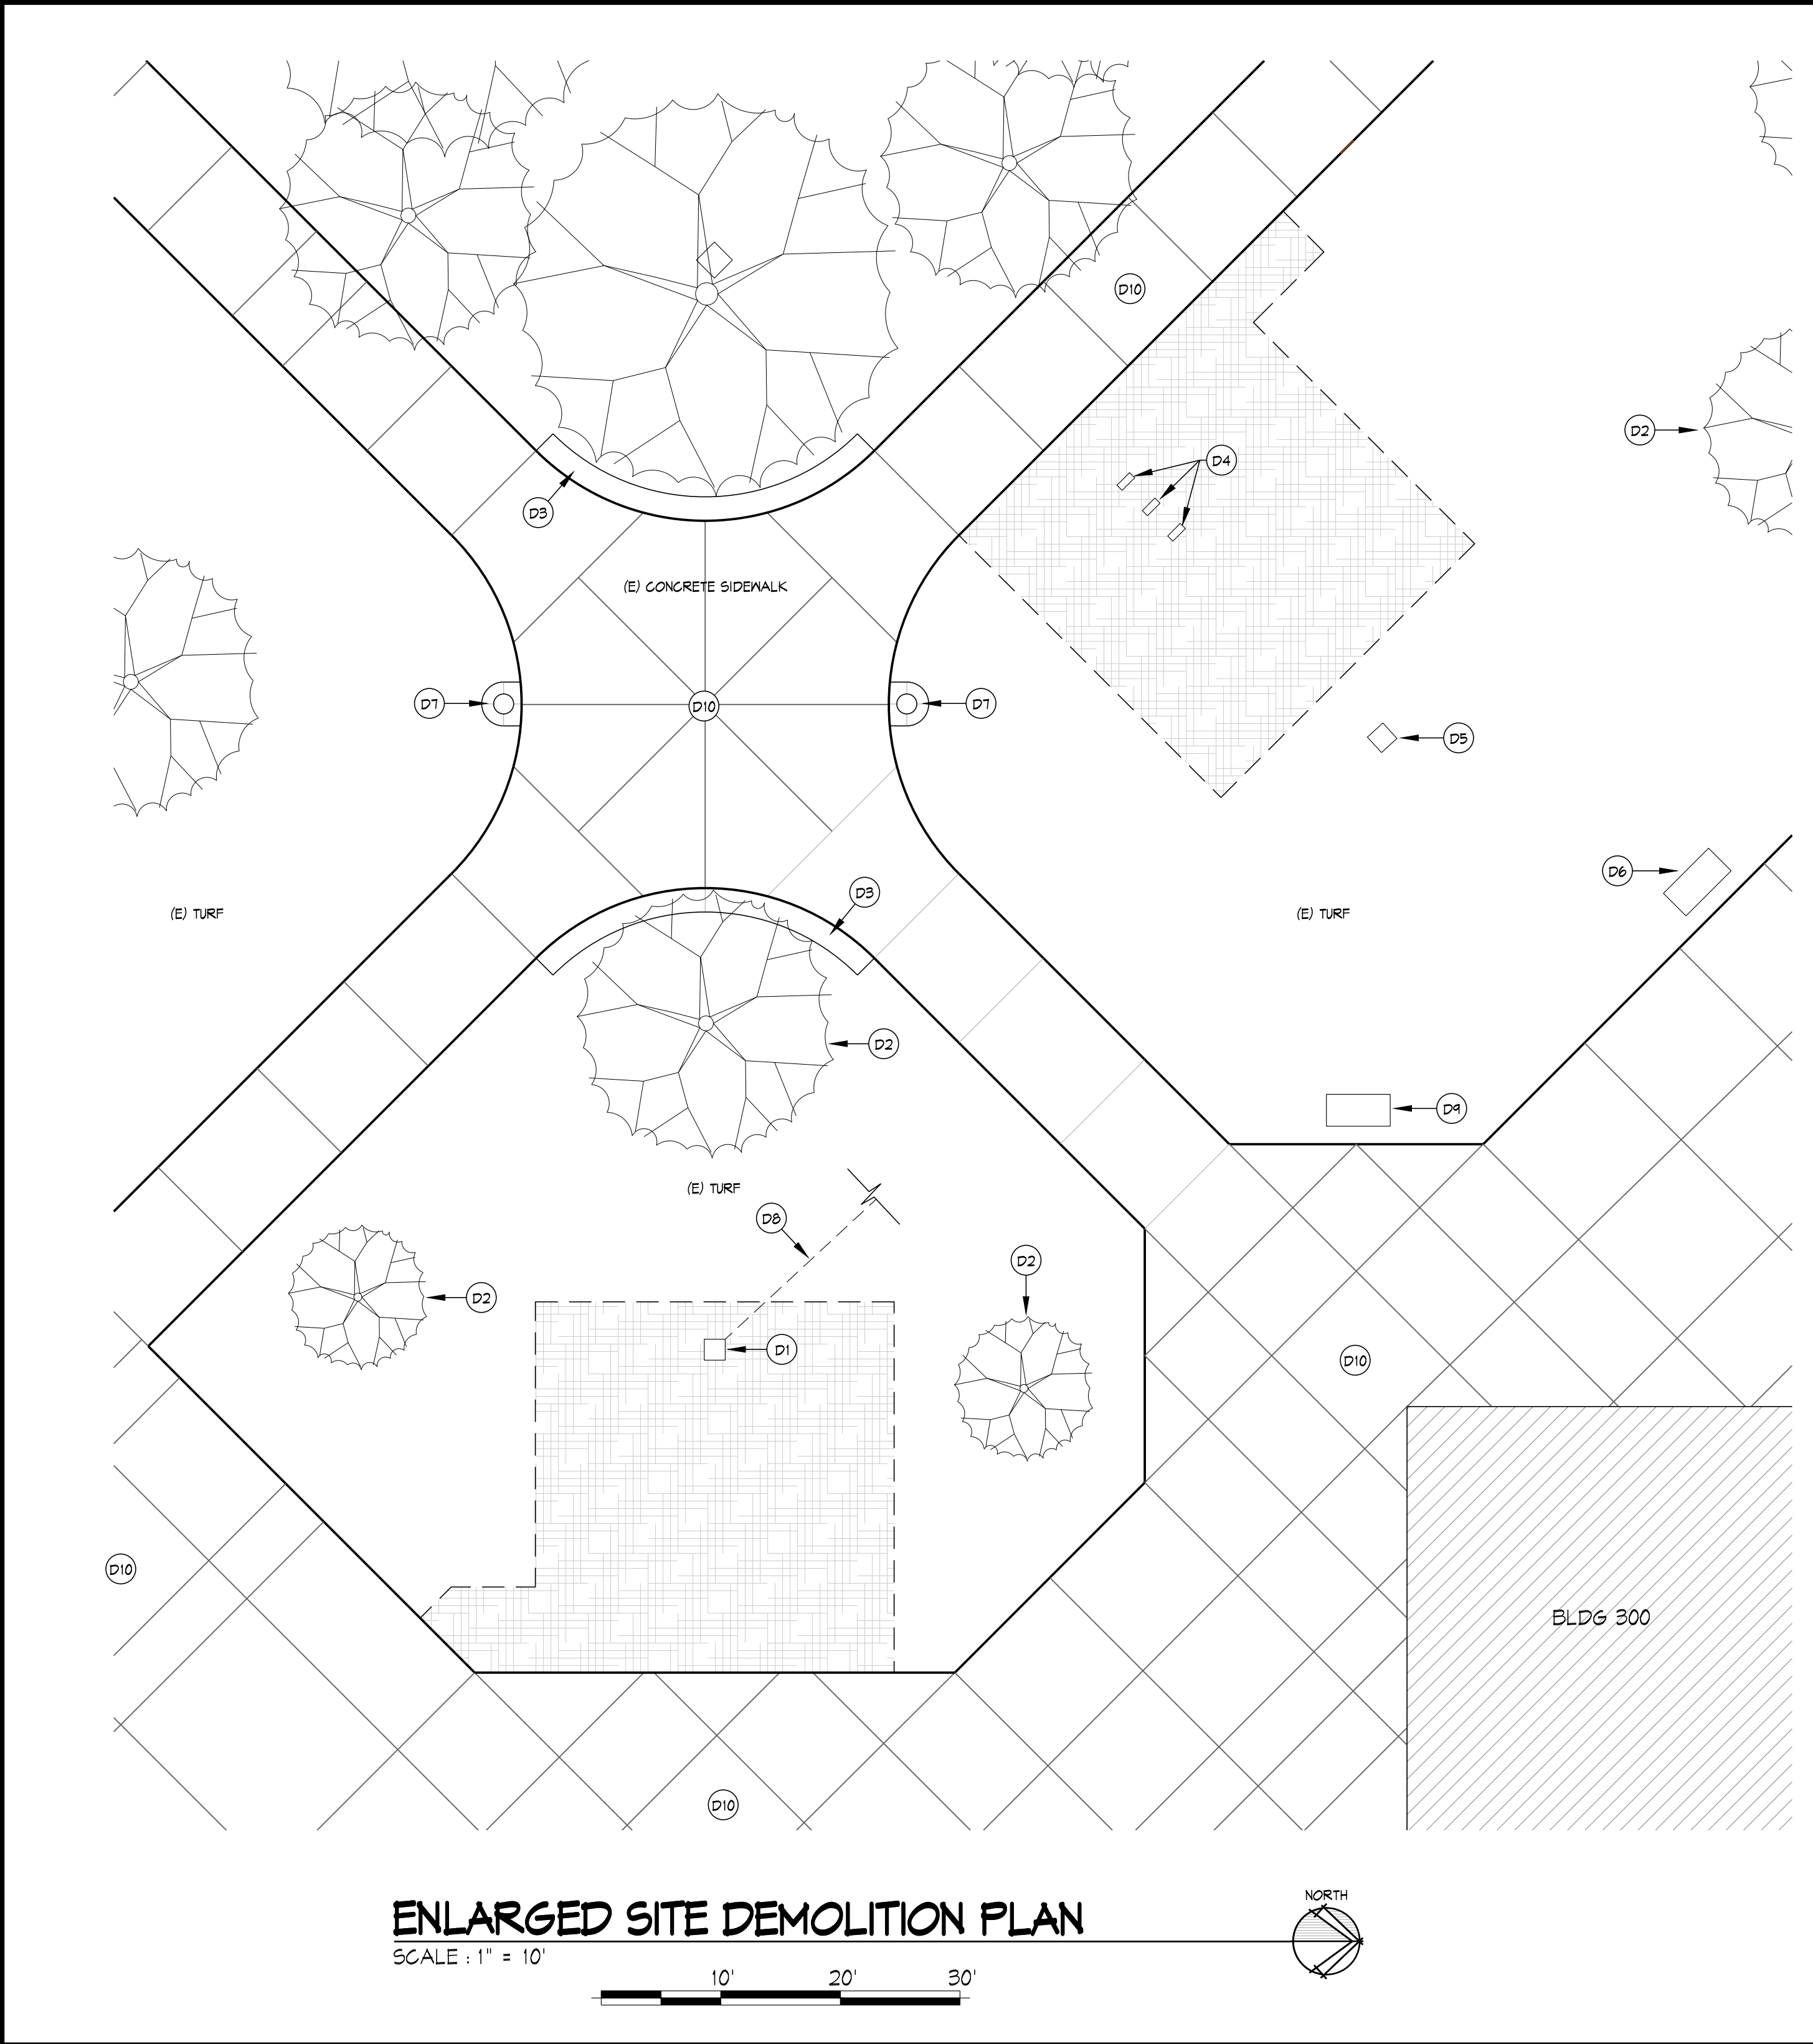 D10
D2
D4
D3
(E) CONCRETE SIDEWALK
D7
D10
D7
D5
D6
D3
(E) TURF
(E) TURF
D2
D9
(E) TURF
D8
D2
D2
D1
D10
D10
BLDG 300
D10
ENLARGED SITE DEMOLITION PLAN
NORTH
SCALE : 1" = 10'
10' 20' 30'